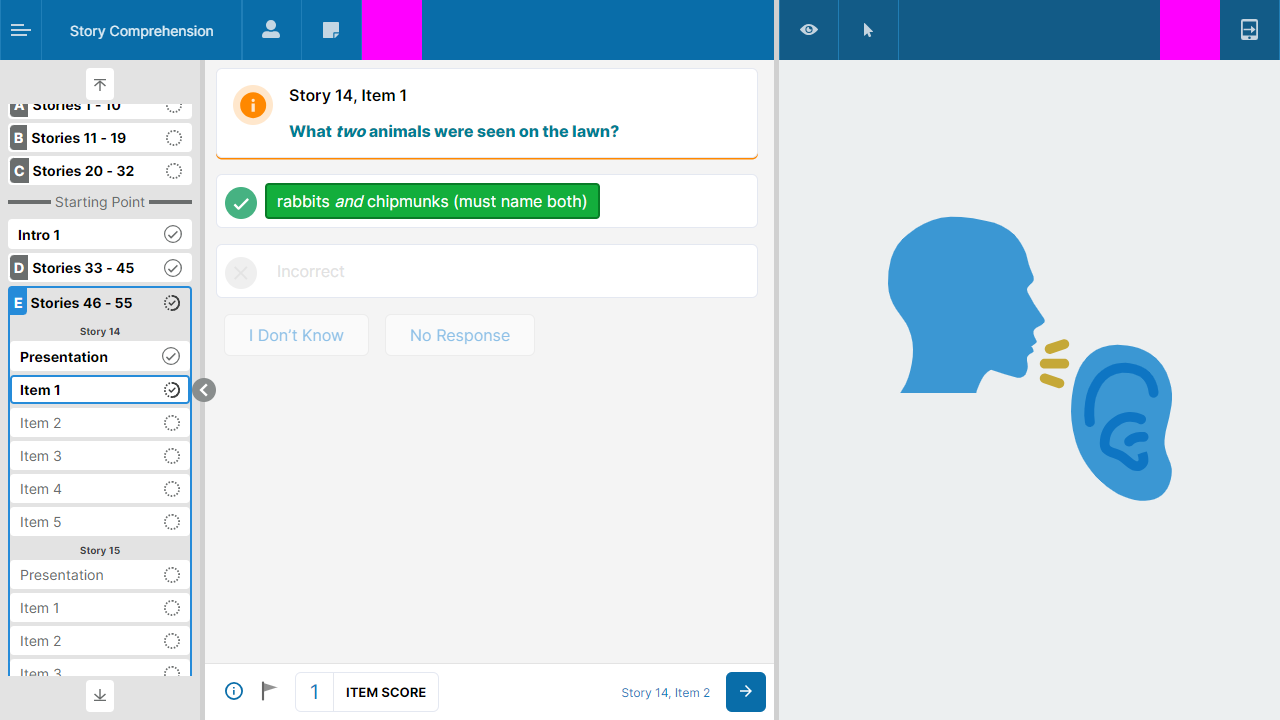 Story Comprehension
A Stories 1 - 10
B Stories 11 - 19
C Stories 20 - 32
Starting Point
Intro 1
D Stories 33 - 45
E Stories 46 - 55
Story 14
Presentation
Item 1
Item 2
Item 3
Item 4
Item 5
Story 15
Presentation
Item 1
Item 2
Item 3
Story 14, Item 1
What two animals were seen on the lawn?
rabbits and chipmunks (must name both)
Incorrect
I Don't Know
No Response
1 ITEM SCORE
Story 14, Item 2